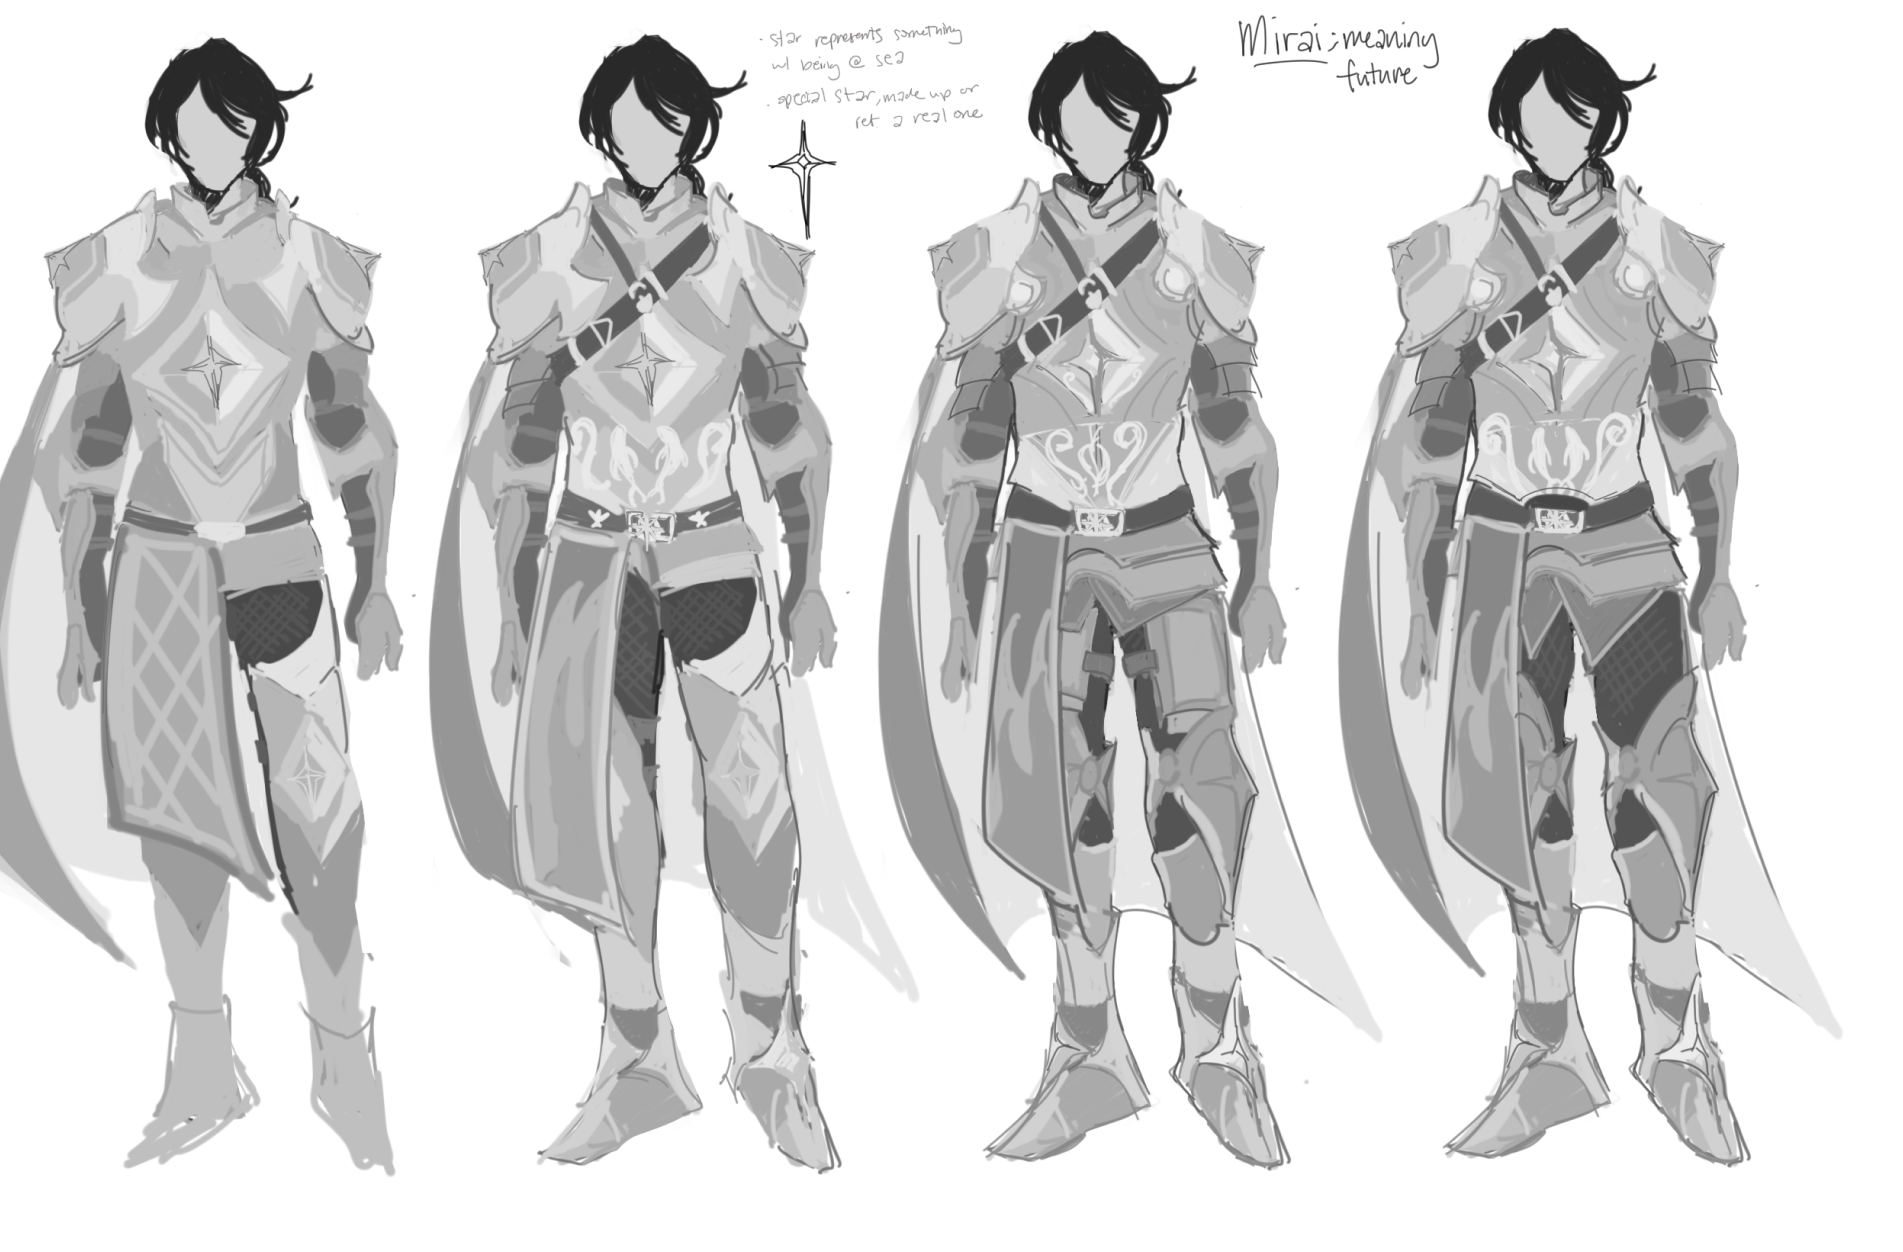 · star represents something
w/ being @ sea
· special star, made up or
ref. a real one
Mirai; meaning
future